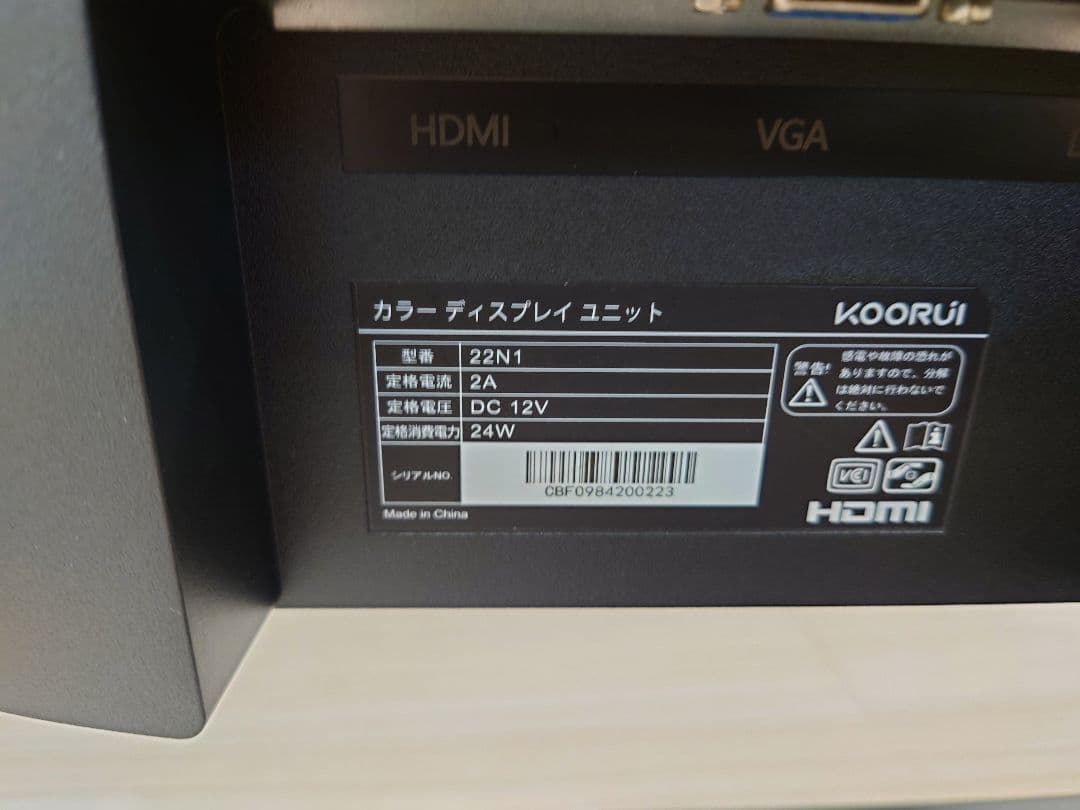 HDMI VGA
カラー ディスプレイ ユニット KOORUI
型番 22N1
定格電流 2A
定格電圧 DC 12V
定格消費電力 24W
シリアルNO.
CBF0984200223
Made in China
警告!
感電や故障の恐れが
ありますので、分解
は絶対に行わないで
ください。
VCI
HDMI